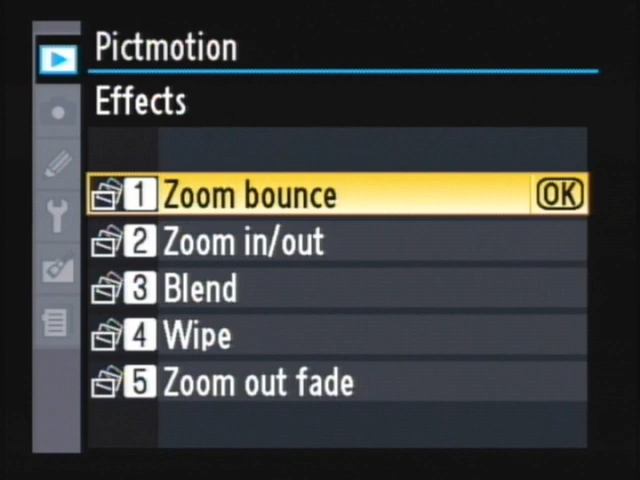 Pictmotion
Effects
1 Zoom bounce OK
2 Zoom in/out
3 Blend
4 Wipe
5 Zoom out fade